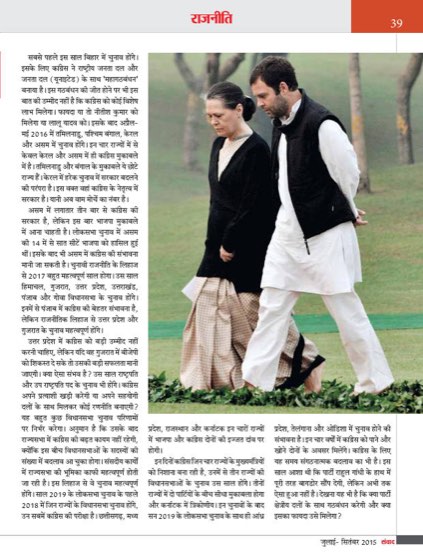 राजनीति
39
सबसे पहले इस साल बिहार में चुनाव होंगे।
इसके लिए कांग्रेस ने राष्ट्रीय जनता दल और
जनता दल (यूनाइटेड) के साथ 'महागठबंधन'
बनाया है। इस गठबंधन की जीत होने पर भी इस
बात की उम्मीद नहीं है कि कांग्रेस को कोई विशेष
लाभ मिलेगा। फायदा या तो नीतीश कुमार को
मिलेगा या लालू यादव को। इसके बाद अप्रैल-
मई 2016 में तमिलनाडु, पश्चिम बंगाल, केरल
और असम में चुनाव होंगे। इन चार राज्यों में से
केवल केरल और असम में ही कांग्रेस मुकाबले
में है। तमिलनाडु और बंगाल के मुकाबले ये छोटे
राज्य हैं। केरल में हरेक चुनाव में सरकार बदलने
की परंपरा है। इस वक्त वहां कांग्रेस के नेतृत्व में
सरकार है। यानी अब वाम मोर्चे का नंबर है।
असम में लगातार तीन बार से कांग्रेस की
सरकार है, लेकिन इस बार भाजपा मुकाबले
में आना चाहती है। लोकसभा चुनाव में असम
की 14 में से सात सीटें भाजपा को हासिल हुई
थीं। इसके बाद भी असम में कांग्रेस की संभावना
मानी जा सकती है। चुनावी राजनीति के लिहाज
से 2017 बहुत महत्वपूर्ण साल होगा। उस साल
हिमाचल, गुजरात, उत्तर प्रदेश, उत्तराखंड,
पंजाब और गोवा विधानसभा के चुनाव होंगे।
इनमें से पंजाब में कांग्रेस की बेहतर संभावना है,
लेकिन राजनीतिक लिहाज से उत्तर प्रदेश और
गुजरात के चुनाव महत्वपूर्ण होंगे।
उत्तर प्रदेश में कांग्रेस को बड़ी उम्मीद नहीं
करनी चाहिए, लेकिन यदि वह गुजरात में बीजेपी
को शिकस्त दे सके तो उसकी बड़ी सफलता मानी
जाएगी। क्या ऐसा संभव है? उस साल राष्ट्रपति
और उप राष्ट्रपति पद के चुनाव भी होंगे। कांग्रेस
अपने प्रत्याशी खड़ी करेगी या अपने सहयोगी
दलों के साथ मिलकर कोई रणनीति बनाएगी?
यह बहुत कुछ विधानसभा चुनाव परिणामों
पर निर्भर करेगा। अनुमान है कि उसके बाद
राज्यसभा में कांग्रेस की बढ़त कायम नहीं रहेगी,
क्योंकि इस बीच विधानसभाओं के सदस्यों की
संख्या में बदलाव आ चुका होगा। संसदीय कार्यों
में राज्यसभा की भूमिका काफी महत्वपूर्ण होती
जा रही है। इस लिहाज से वे चुनाव महत्वपूर्ण
होंगे। साल 2019 के लोकसभा चुनाव के पहले
2018 में जिन राज्यों के विधानसभा चुनाव होंगे,
उन सबमें कांग्रेस की परीक्षा है। छत्तीसगढ़, मध्य
प्रदेश, राजस्थान और कर्नाटक इन चारों राज्यों
में भाजपा और कांग्रेस दोनों की इज्जत दांव पर
होगी।
इन दिनों कांग्रेस जिन चार राज्यों के मुख्यमंत्रियों
को निशाना बना रही है, उनमें से तीन राज्यों की
विधानसभाओं के चुनाव उस साल होंगे। तीनों
राज्यों में दो पार्टियों के बीच सीधा मुकाबला होगा
और कर्नाटक में त्रिकोणीय। इन चुनावों के बाद
सन 2019 के लोकसभा चुनाव के साथ ही आंध्र
प्रदेश, तेलंगाना और ओडिशा में चुनाव होने की
संभावना है। इन चार वर्षों में कांग्रेस को पाने और
खोने दोनों के अवसर मिलेंगे। कांग्रेस के लिए
यह समय संगठनात्मक बदलाव का भी है। इस
साल आशा थी कि पार्टी राहुल गांधी के हाथ में
पूरी तरह बागडोर सौंप देगी, लेकिन अभी तक
ऐसा हुआ नहीं है। देखना यह भी है कि क्या पार्टी
क्षेत्रीय दलों के साथ गठबंधन करेगी और क्या
इसका फायदा उसे मिलेगा?
जुलाई- सितंबर 2015 संवाद